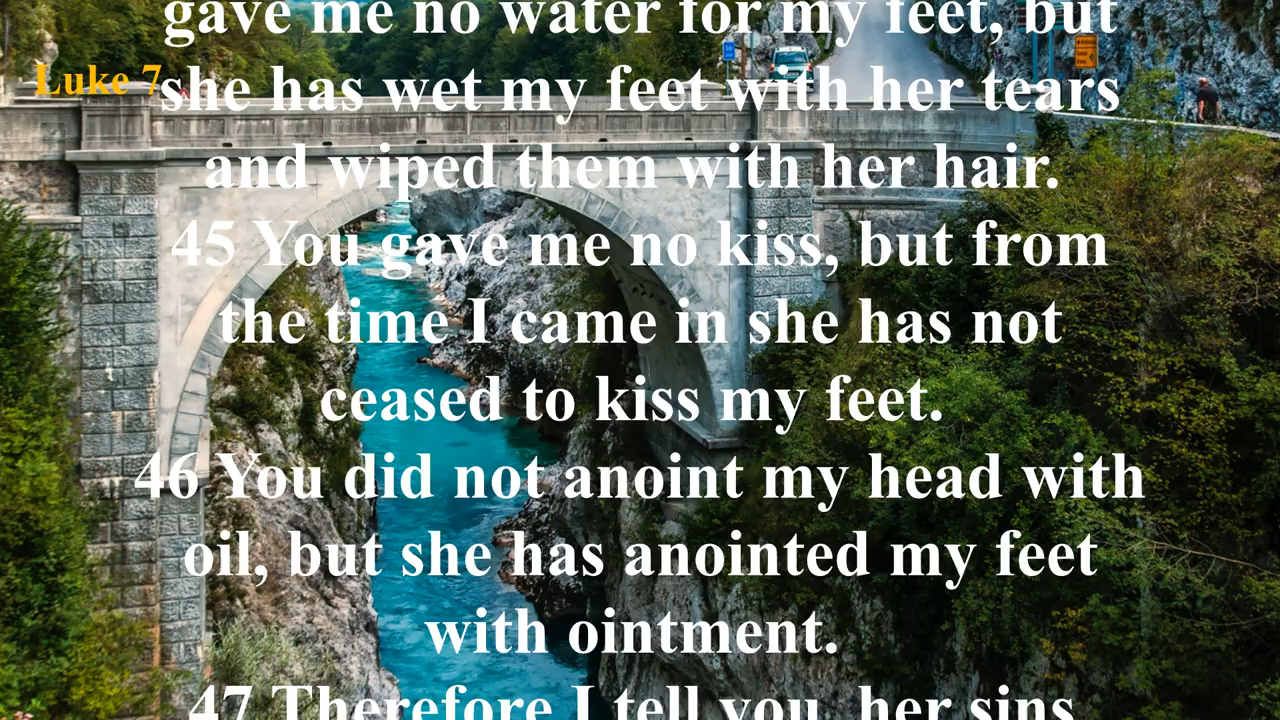 gave me no water for my feet, but
Luke 7
she has wet my feet with her tears
and wiped them with her hair.
45 You gave me no kiss, but from
the time I came in she has not
ceased to kiss my feet.
46 You did not anoint my head with
oil, but she has anointed my feet
with ointment.
47 Therefore I tell you, her sins,